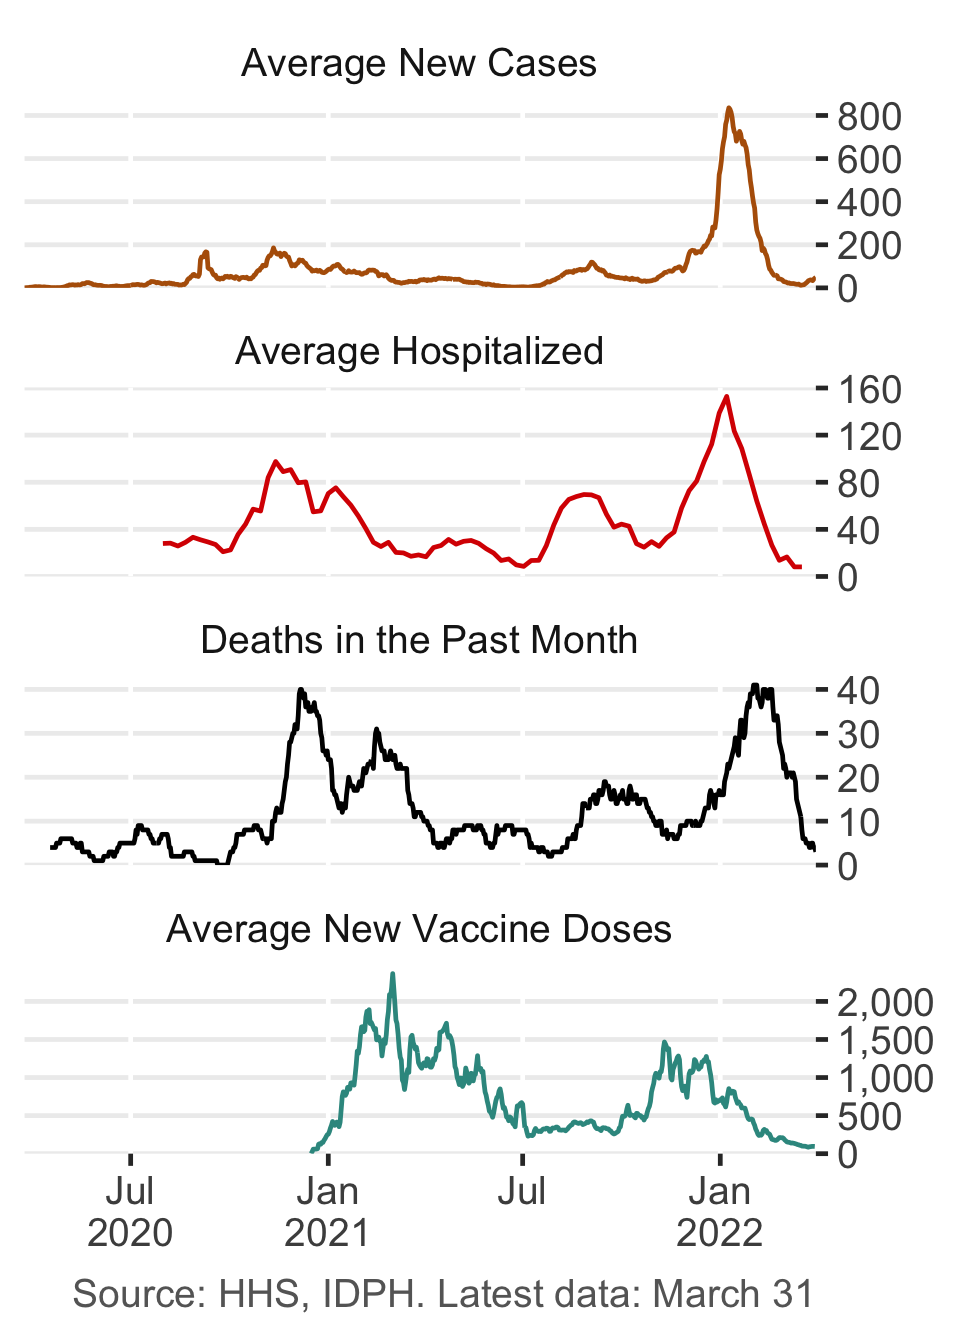 Average New Cases
800
600
400
200
0
Average Hospitalized
160
120
80
40
0
Deaths in the Past Month
40
30
20
10
0
Average New Vaccine Doses
2,000
1,500
1,000
500
0
Jul Jan Jul Jan
2020 2021 2022
Source: HHS, IDPH. Latest data: March 31